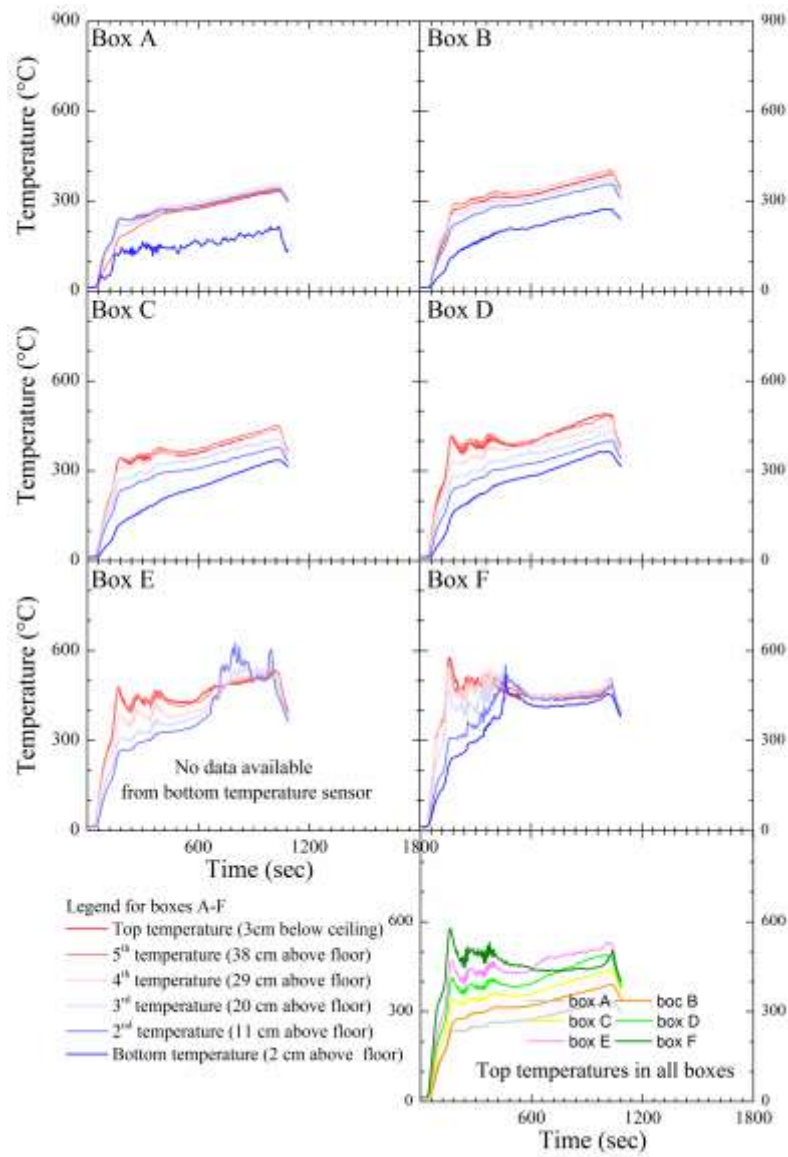 900
Box A
Box B
900
Temperature (°C)
600
600
300
300
0
0
Box C
Box D
Temperature (°C)
600
600
300
300
0
0
Box E
Box F
Temperature (°C)
600
600
300
300
No data available
from bottom temperature sensor
0
0
600
1200
1800
Time (sec)
Legend for boxes A-F
Top temperature (3cm below ceiling)
5th temperature (38 cm above floor)
4th temperature (29 cm above floor)
3rd temperature (20 cm above floor)
2nd temperature (11 cm above floor)
Bottom temperature (2 cm above floor)
600
300
box A
boc B
box C
box D
box E
box F
Top temperatures in all boxes
0
600
1200
1800
Time (sec)